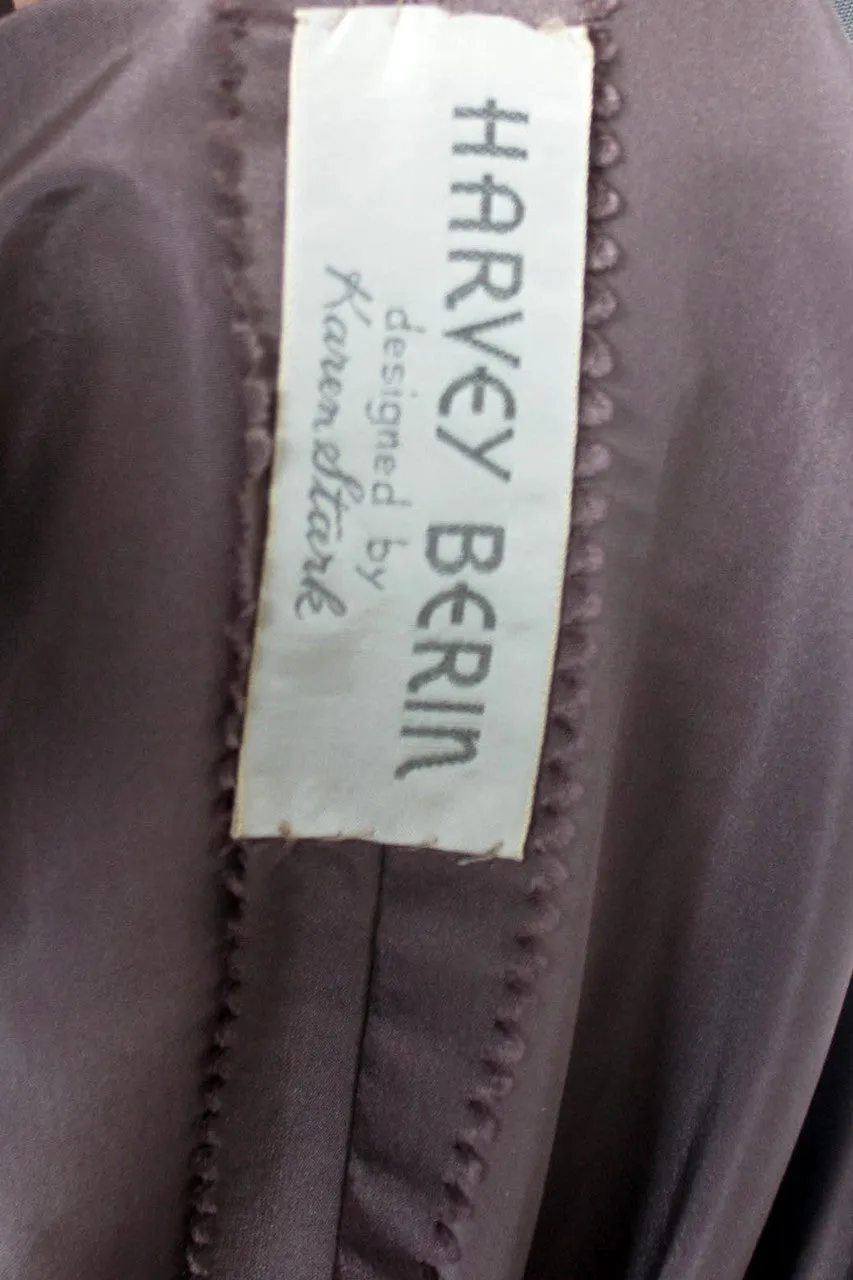 HARVEY BERIN
designed by
Karen Stark